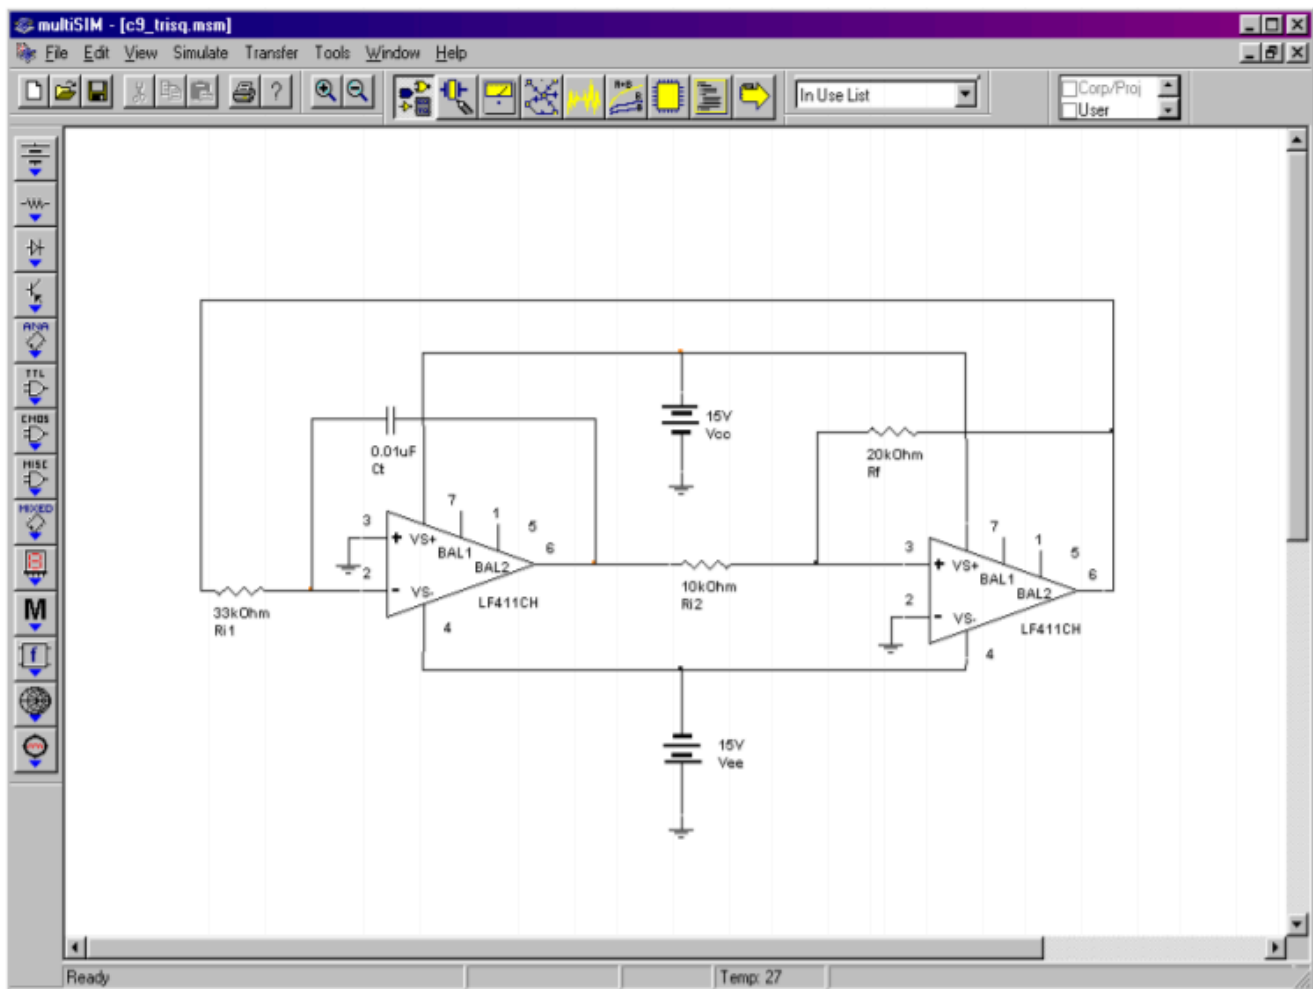 multiSIM - [c9_trisq.msm]
File Edit View Simulate Transfer Tools Window Help
In Use List
Corp/Proj
User
ANA
TTL
CMOS
MISC
MIXED
M
f
15V
Vcc
0.01uF
Ct
20kOhm
Rf
3
VS+
7
BAL1
1
BAL2
5
6
2
VS-
4
LF411CH
33kOhm
Ri1
10kOhm
Ri2
3
VS+
7
BAL1
1
BAL2
5
6
2
VS-
4
LF411CH
15V
Vee
Ready
Temp: 27